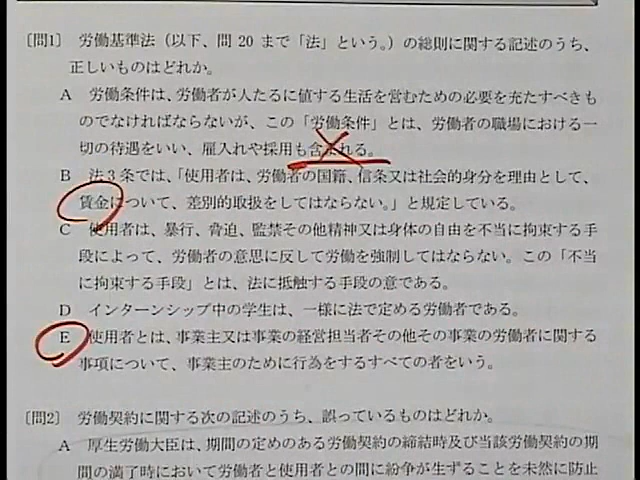 ［問1］ 労働基準法（以下、問 20 まで「法」という。）の総則に関する記述のうち、
正しいものはどれか。
A 労働条件は、労働者が人たるに値する生活を営むための必要を充たすべきも
のでなければならないが、この「労働条件」とは、労働者の職場における一
切の待遇をいい、雇入れや採用も含まれる。
B 法3条では、「使用者は、労働者の国籍、信条又は社会的身分を理由として、
賃金について、差別的取扱をしてはならない。」と規定している。
C 使用者は、暴行、脅迫、監禁その他精神又は身体の自由を不当に拘束する手
段によって、労働者の意思に反して労働を強制してはならない。この「不当
に拘束する手段」とは、法に抵触する手段の意である。
D インターンシップ中の学生は、一様に法で定める労働者である。
E 使用者とは、事業主又は事業の経営担当者その他その事業の労働者に関する
事項について、事業主のために行為をするすべての者をいう。
［問2］ 労働契約に関する次の記述のうち、誤っているものはどれか。
A 厚生労働大臣は、期間の定めのある労働契約の締結時及び当該労働契約の期
間の満了時において労働者と使用者との間に紛争が生ずることを未然に防止